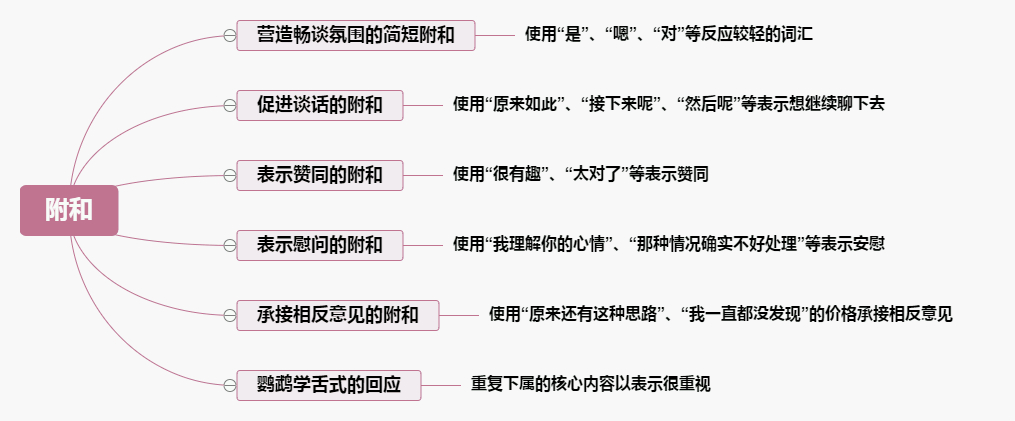 营造畅谈氛围的简短附和
使用“是”、“嗯”、“对”等反应较轻的词汇
促进谈话的附和
使用“原来如此”、“接下来呢”、“然后呢”等表示想继续聊下去
表示赞同的附和
使用“很有趣”、“太对了”等表示赞同
附和
表示慰问的附和
使用“我理解你的心情”、“那种情况确实不好处理”等表示安慰
承接相反意见的附和
使用“原来还有这种思路”、“我一直都没发现”的价格承接相反意见
鹦鹉学舌式的回应
重复下属的核心内容以表示很重视